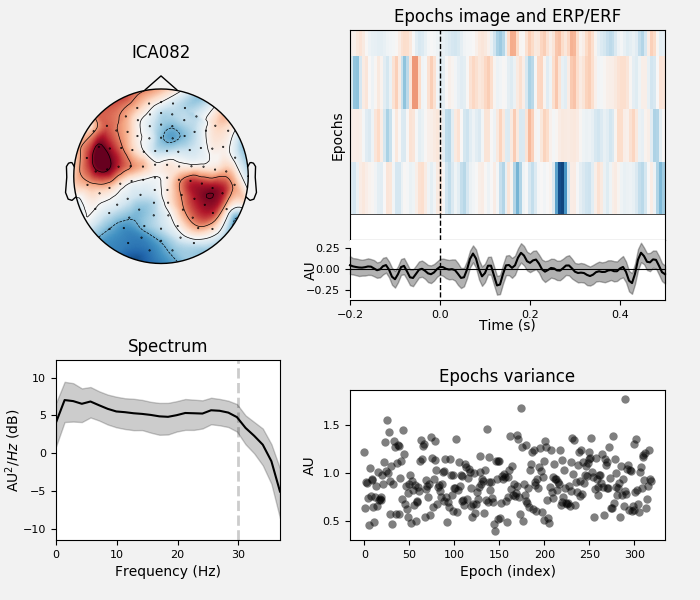 ICA082
Epochs image and ERP/ERF
Epochs
AU
0.25
0.00
−0.25
−0.2 0.0 0.2 0.4
Time (s)
Spectrum
AU²/Hz (dB)
10
5
0
−5
−10
0 10 20 30
Frequency (Hz)
Epochs variance
AU
1.5
1.0
0.5
0 50 100 150 200 250 300
Epoch (index)